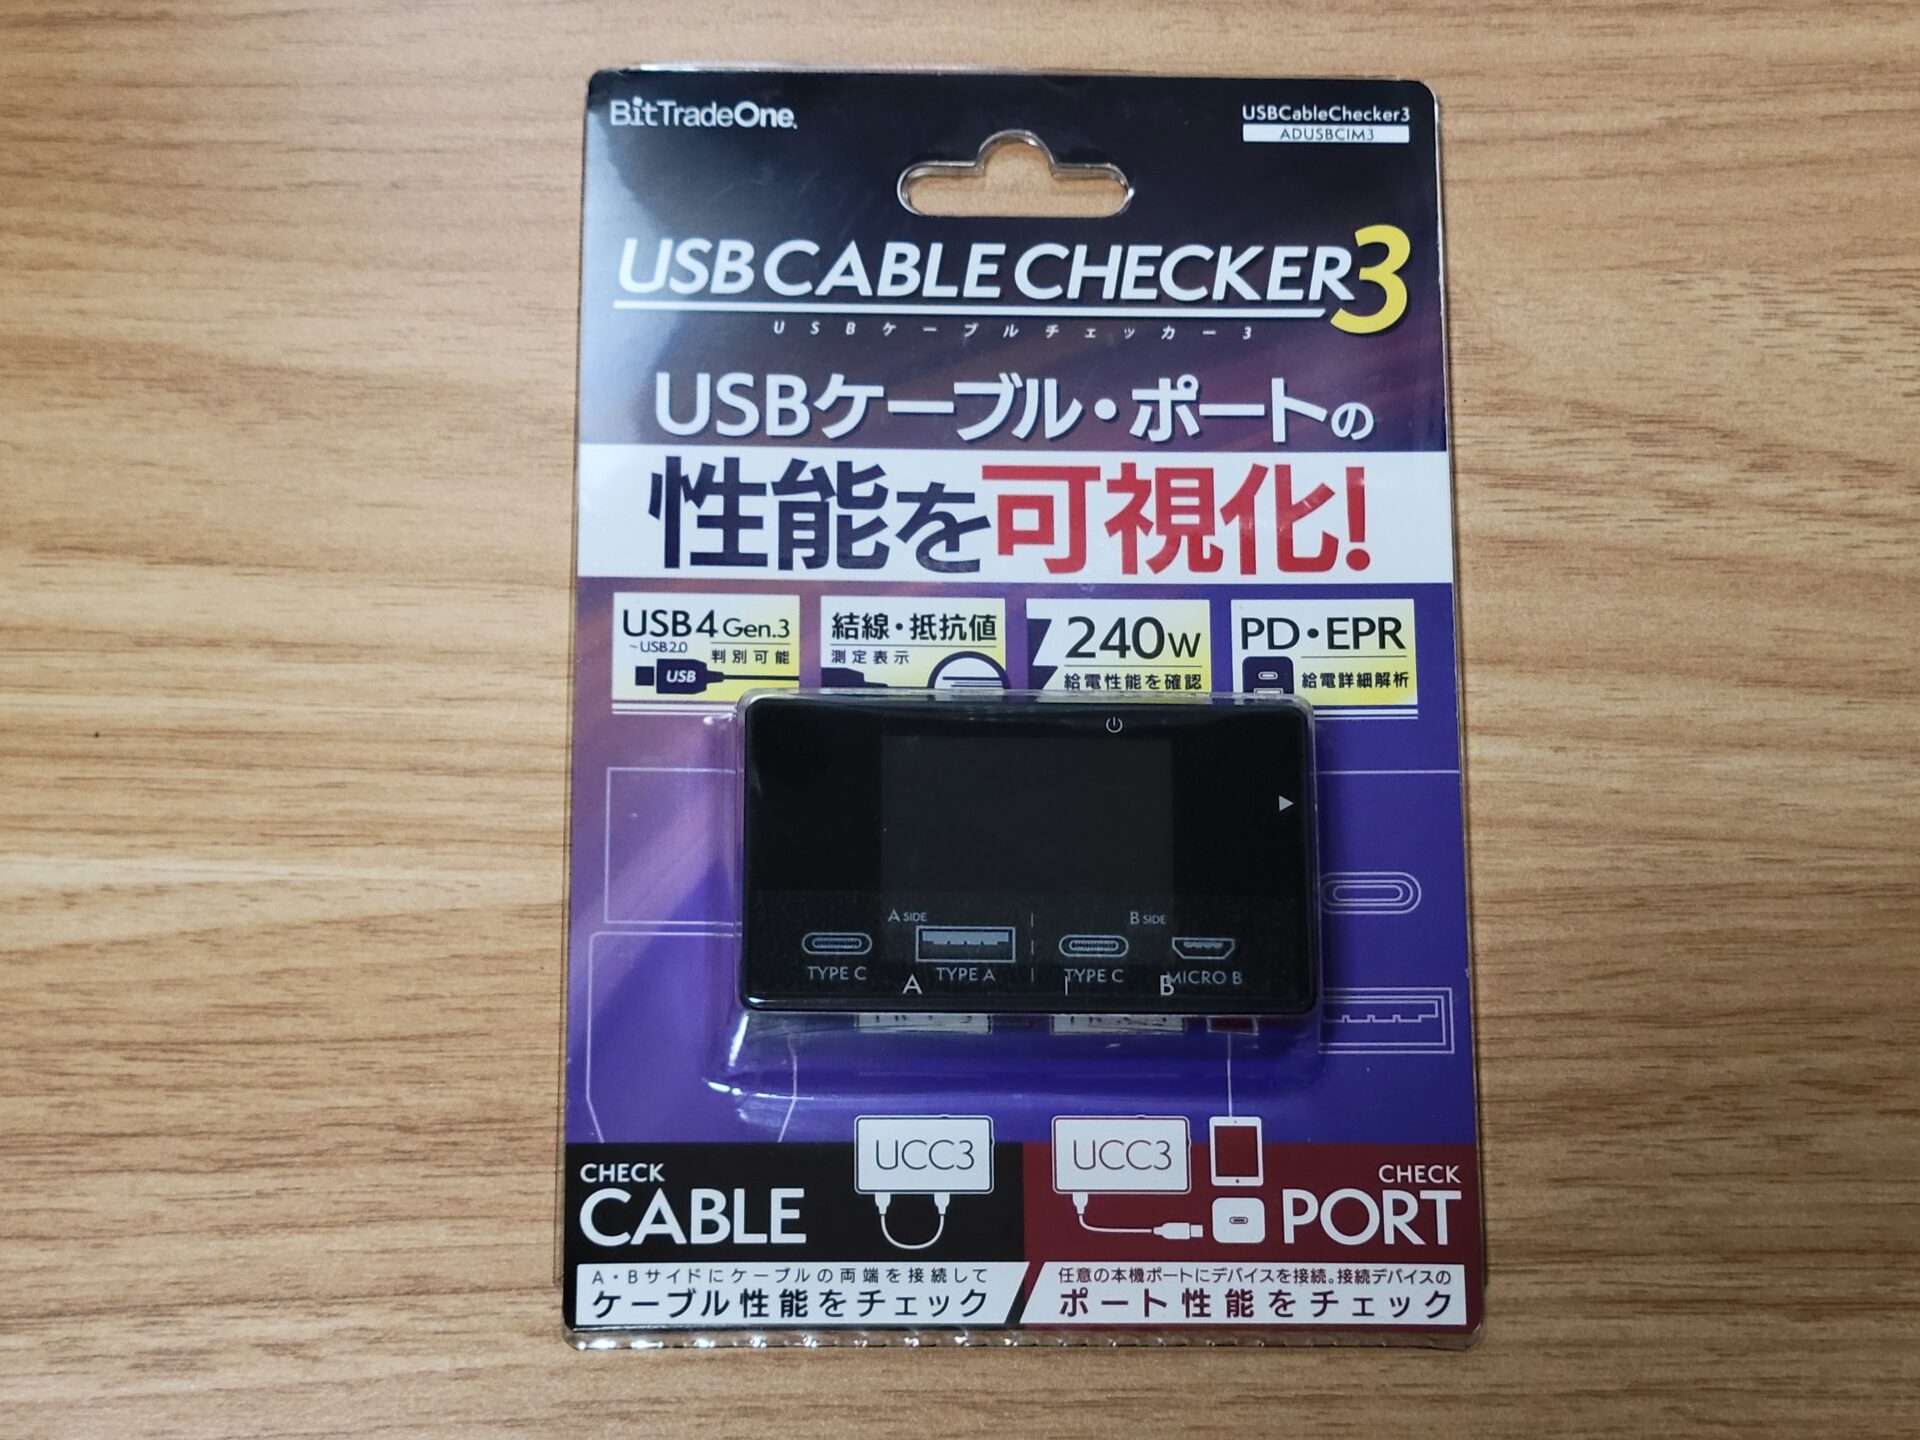 BitTradeOne.
USBCableChecker3
ADUSBCIM3
USB CABLE CHECKER3
USBケーブルチェッカー3
USBケーブル・ポートの
性能を可視化!
USB4 Gen.3
~USB2.0 判別可能
USB
結線・抵抗値
測定表示
240W
給電性能を確認
PD・EPR
給電詳細解析
A SIDE
B SIDE
TYPE C
TYPE A
TYPE C
MICRO B
A
B
UCC3
UCC3
CHECK
CABLE
CHECK
PORT
A・Bサイドにケーブルの両端を接続して
ケーブル性能をチェック
任意の本機ポートにデバイスを接続。接続デバイスの
ポート性能をチェック